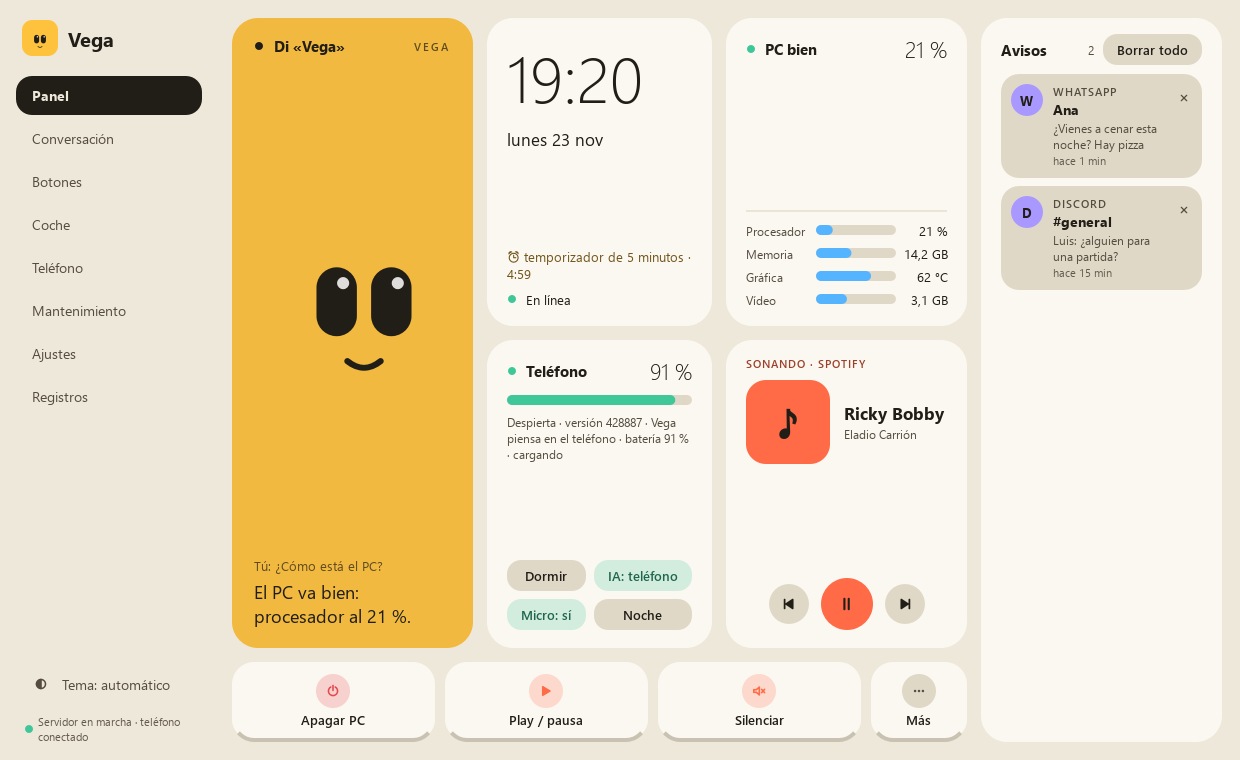 Vega
Panel
Conversación
Botones
Coche
Teléfono
Mantenimiento
Ajustes
Registros
Tema: automático
Servidor en marcha · teléfono
conectado
Di «Vega»
VEGA
Tú: ¿Cómo está el PC?
El PC va bien:
procesador al 21 %.
19:20
lunes 23 nov
temporizador de 5 minutos ·
4:59
En línea
PC bien
21 %
Procesador 21 %
Memoria 14,2 GB
Gráfica 62 °C
Vídeo 3,1 GB
Teléfono
91 %
Despierta · versión 428887 · Vega
piensa en el teléfono · batería 91 %
· cargando
Dormir
IA: teléfono
Micro: sí
Noche
SONANDO · SPOTIFY
Ricky Bobby
Eladio Carrión
Avisos
2
Borrar todo
W
WHATSAPP
Ana
¿Vienes a cenar esta
noche? Hay pizza
hace 1 min
×
D
DISCORD
#general
Luis: ¿alguien para
una partida?
hace 15 min
×
Apagar PC
Play / pausa
Silenciar
Más